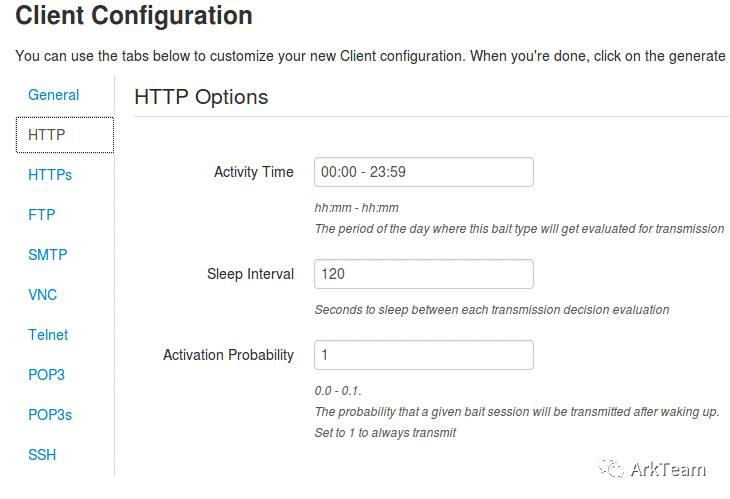 Client Configuration
You can use the tabs below to customize your new Client configuration. When you're done, click on the generate
General
HTTP
HTTPs
FTP
SMTP
VNC
Telnet
POP3
POP3s
SSH
HTTP Options
Activity Time 00:00 - 23:59
hh:mm - hh:mm
The period of the day where this bait type will get evaluated for transmission
Sleep Interval 120
Seconds to sleep between each transmission decision evaluation
Activation Probability 1
0.0 - 0.1.
The probability that a given bait session will be transmitted after waking up.
Set to 1 to always transmit
ArkTeam